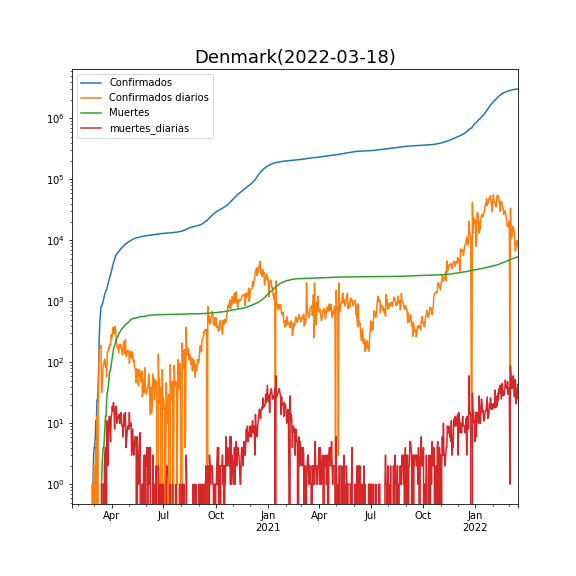 Denmark(2022-03-18)
Confirmados
Confirmados diarios
Muertes
muertes_diarias
10⁶
10⁵
10⁴
10³
10²
10¹
10⁰
Apr Jul Oct Jan Apr Jul Oct Jan
2021 2022